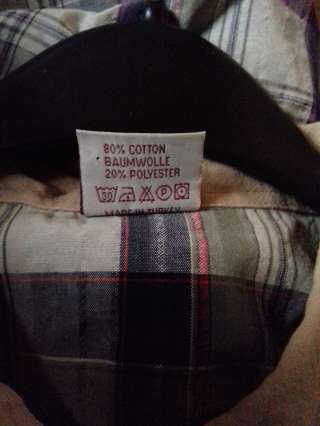 80% COTTON
BAUMWOLLE
20% POLYESTER
MADE IN TURKEY